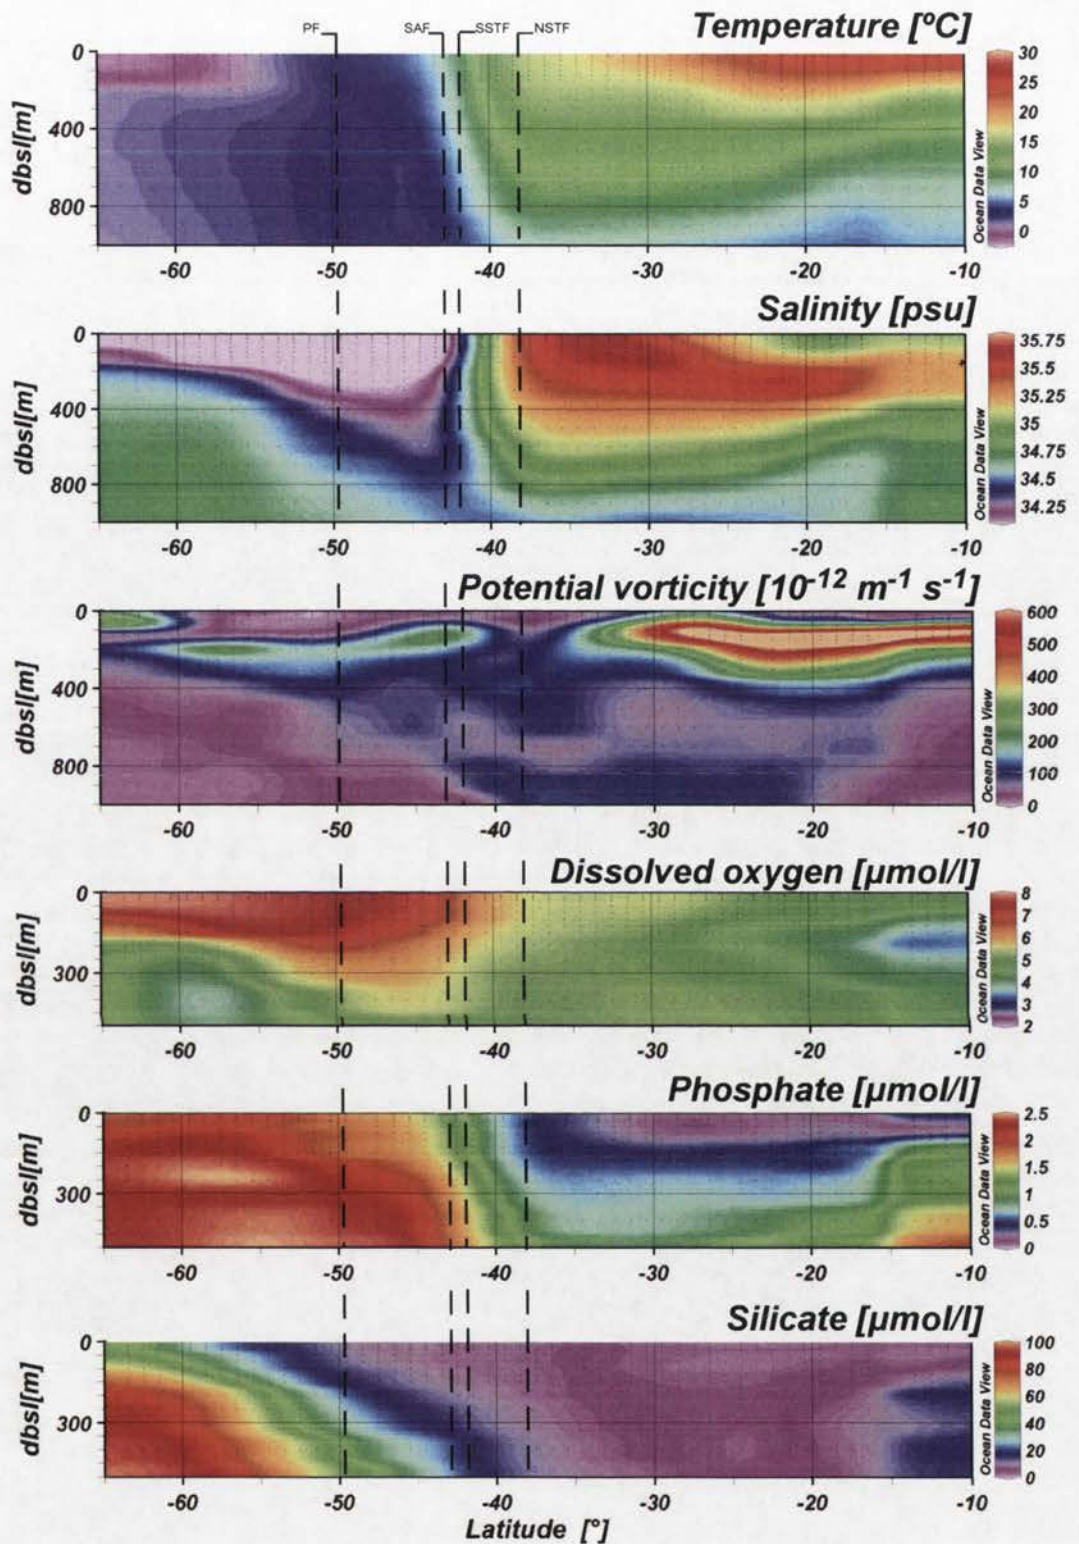 PF SAF SSTF NSTF
Temperature [ºC]
dbsl[m]
0
400
800
-60 -50 -40 -30 -20 -10
Ocean Data View
30
25
20
15
10
5
0
Salinity [psu]
dbsl[m]
0
400
800
-60 -50 -40 -30 -20 -10
Ocean Data View
35.75
35.5
35.25
35
34.75
34.5
34.25
Potential vorticity [10-12 m-1 s-1]
dbsl[m]
0
400
800
-60 -50 -40 -30 -20 -10
Ocean Data View
600
500
400
300
200
100
0
Dissolved oxygen [µmol/l]
dbsl[m]
0
300
-60 -50 -40 -30 -20 -10
Ocean Data View
8
7
6
5
4
3
2
Phosphate [µmol/l]
dbsl[m]
0
300
-60 -50 -40 -30 -20 -10
Ocean Data View
2.5
2
1.5
1
0.5
0
Silicate [µmol/l]
dbsl[m]
0
300
-60 -50 -40 -30 -20 -10
Ocean Data View
100
80
60
40
20
0
Latitude [°]